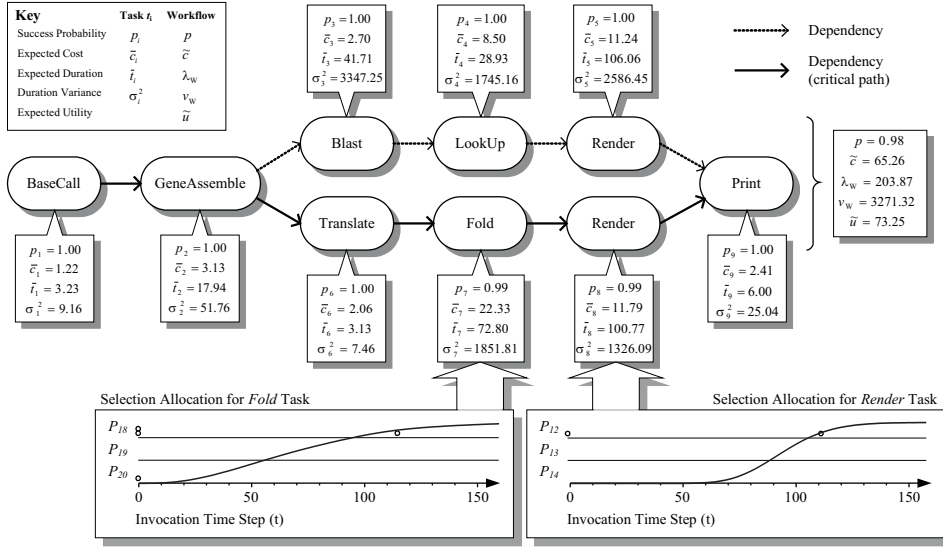 Key
Task tᵢ Workflow
Success Probability pᵢ p
Expected Cost c̄ᵢ c̃
Expected Duration t̄ᵢ λ_W
Duration Variance σᵢ² v_W
Expected Utility ũ
p₃ = 1.00
c̄₃ = 2.70
t̄₃ = 41.71
σ₃² = 3347.25
p₄ = 1.00
c̄₄ = 8.50
t̄₄ = 28.93
σ₄² = 1745.16
p₅ = 1.00
c̄₅ = 11.24
t̄₅ = 106.06
σ₅² = 2586.45
Dependency
Dependency
(critical path)
Blast
LookUp
Render
BaseCall
GeneAssemble
Print
Translate
Fold
Render
p = 0.98
c̃ = 65.26
λ_W = 203.87
v_W = 3271.32
ũ = 73.25
p₁ = 1.00
c̄₁ = 1.22
t̄₁ = 3.23
σ₁² = 9.16
p₂ = 1.00
c̄₂ = 3.13
t̄₂ = 17.94
σ₂² = 51.76
p₆ = 1.00
c̄₆ = 2.06
t̄₆ = 3.13
σ₆² = 7.46
p₇ = 0.99
c̄₇ = 22.33
t̄₇ = 72.80
σ₇² = 1851.81
p₈ = 0.99
c̄₈ = 11.79
t̄₈ = 100.77
σ₈² = 1326.09
p₉ = 1.00
c̄₉ = 2.41
t̄₉ = 6.00
σ₉² = 25.04
Selection Allocation for Fold Task
P₁₈
P₁₉
P₂₀
0 50 100 150
Invocation Time Step (t)
Selection Allocation for Render Task
P₁₂
P₁₃
P₁₄
0 50 100 150
Invocation Time Step (t)